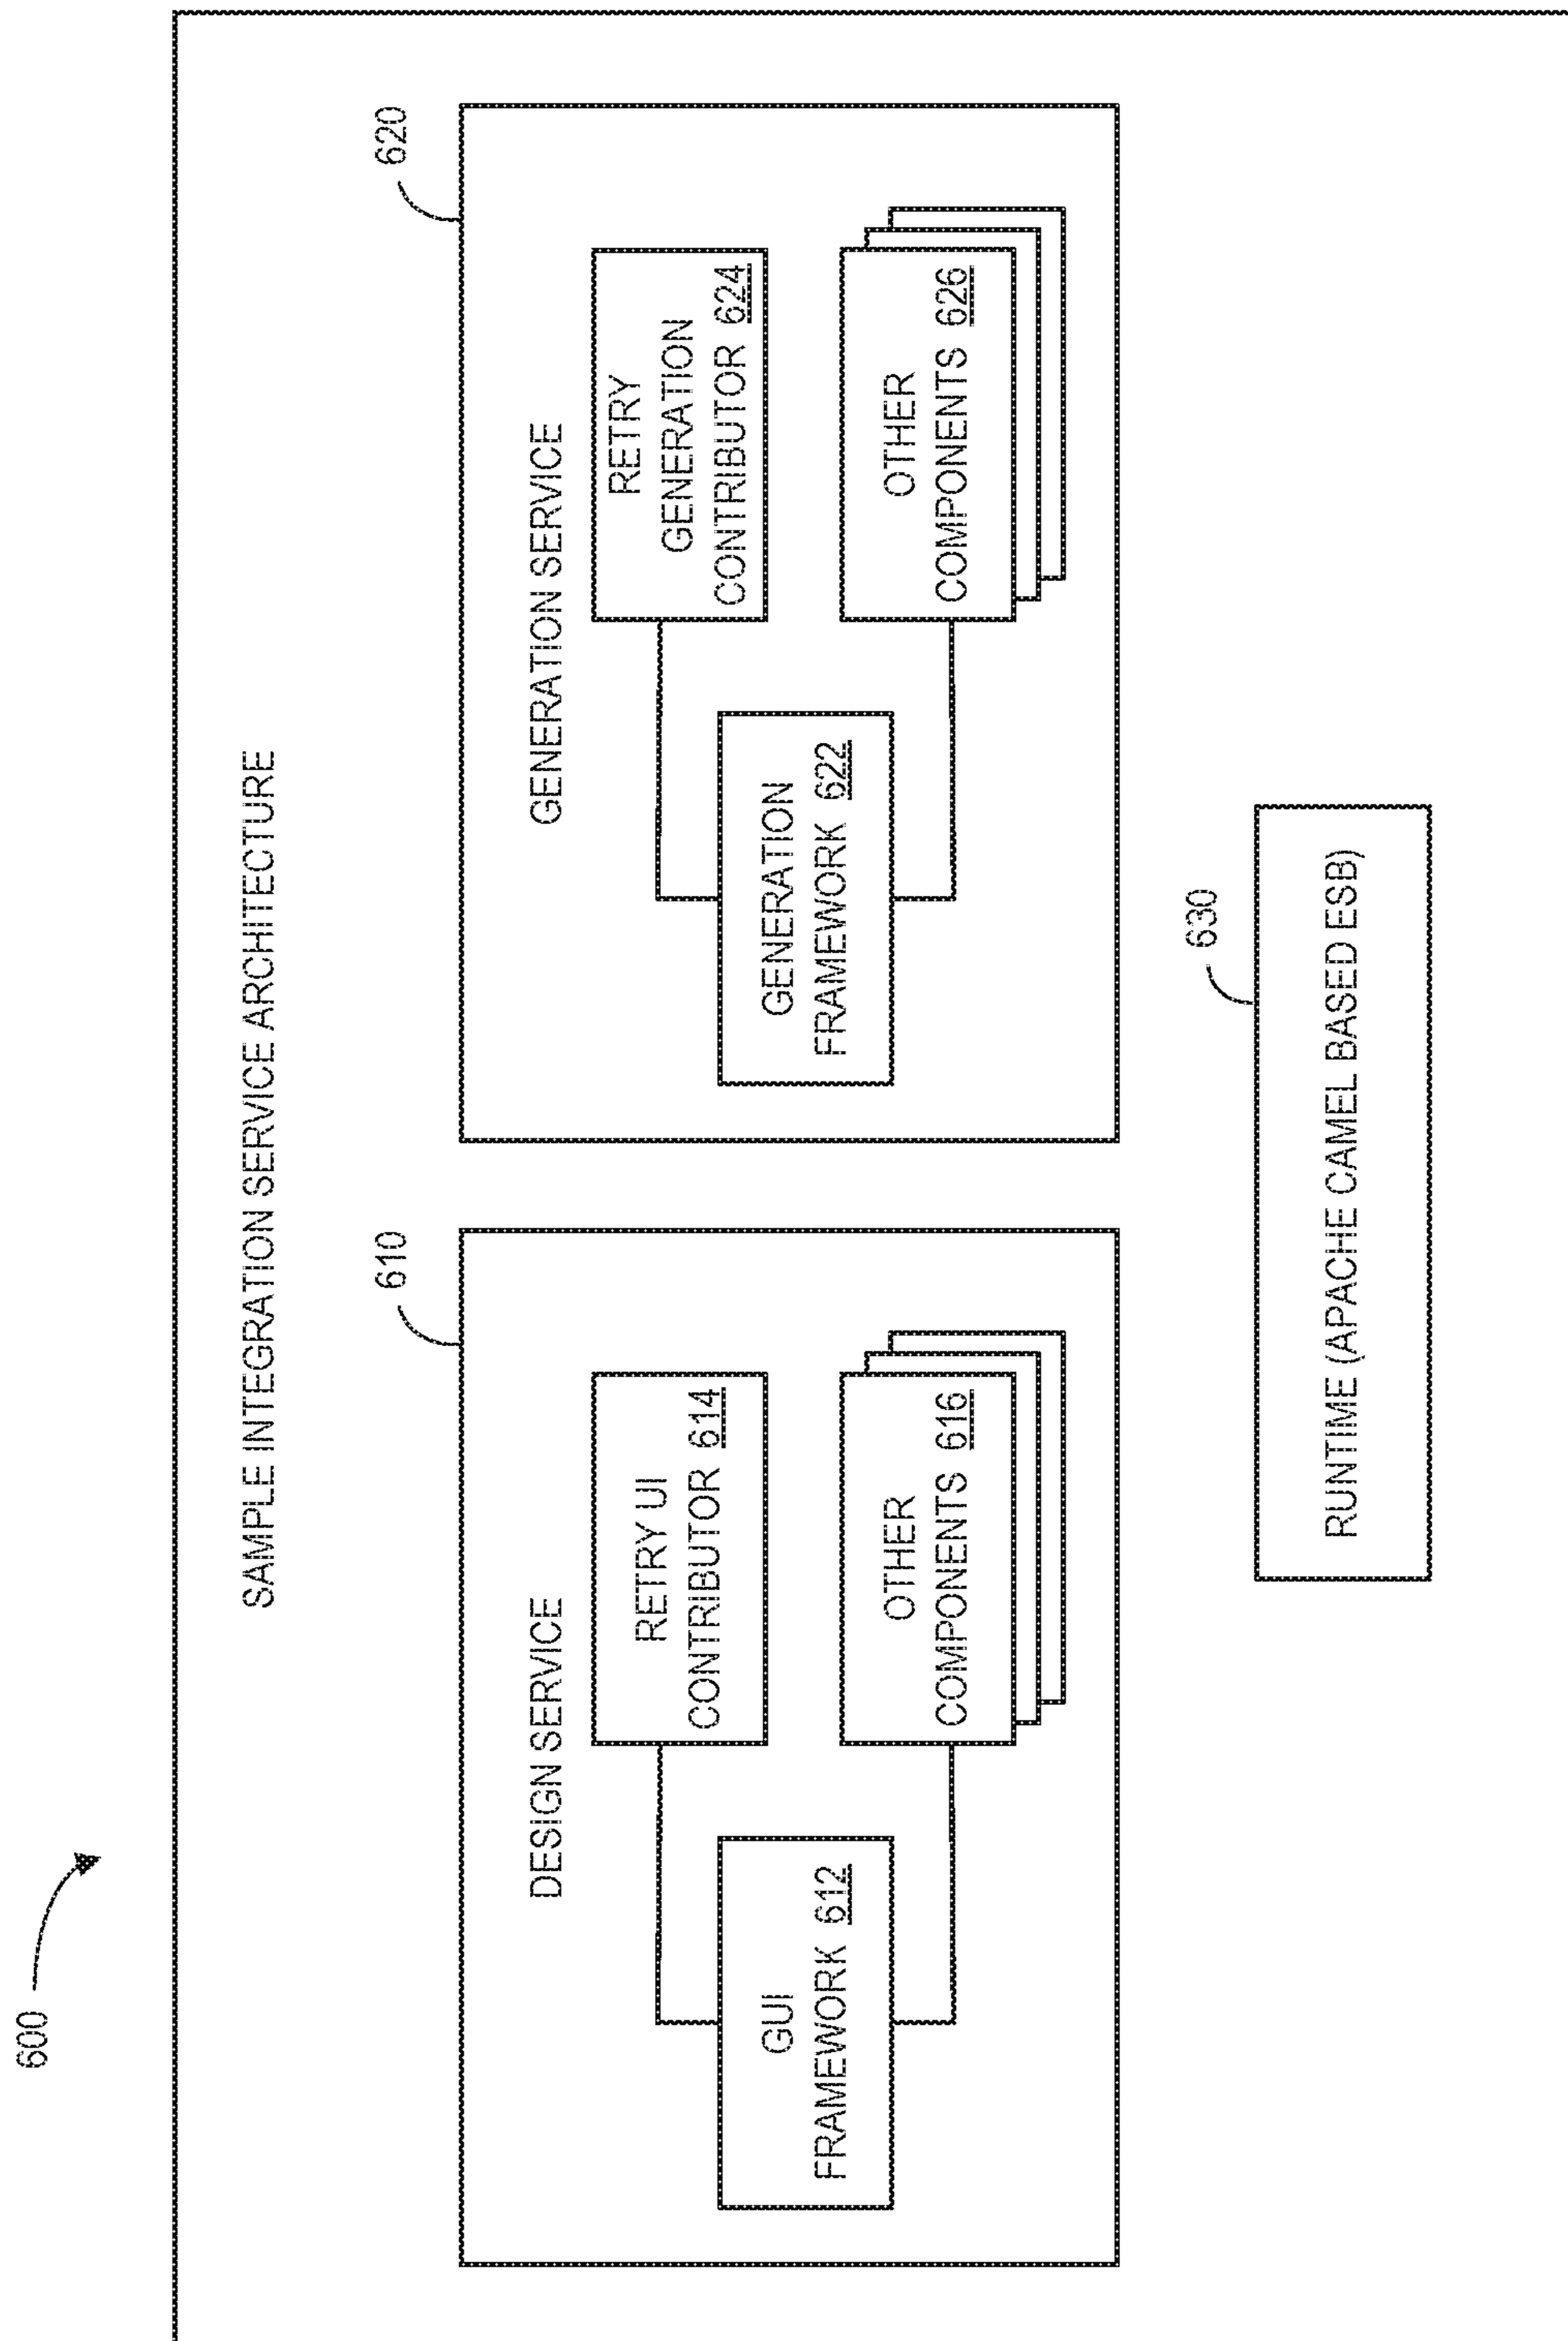 600
SAMPLE INTEGRATION SERVICE ARCHITECTURE
610
DESIGN SERVICE
GUI
FRAMEWORK 612
RETRY UI
CONTRIBUTOR 614
OTHER
COMPONENTS 616
620
GENERATION SERVICE
GENERATION
FRAMEWORK 622
RETRY
GENERATION
CONTRIBUTOR 624
OTHER
COMPONENTS 626
630
RUNTIME (APACHE CAMEL BASED ESB)